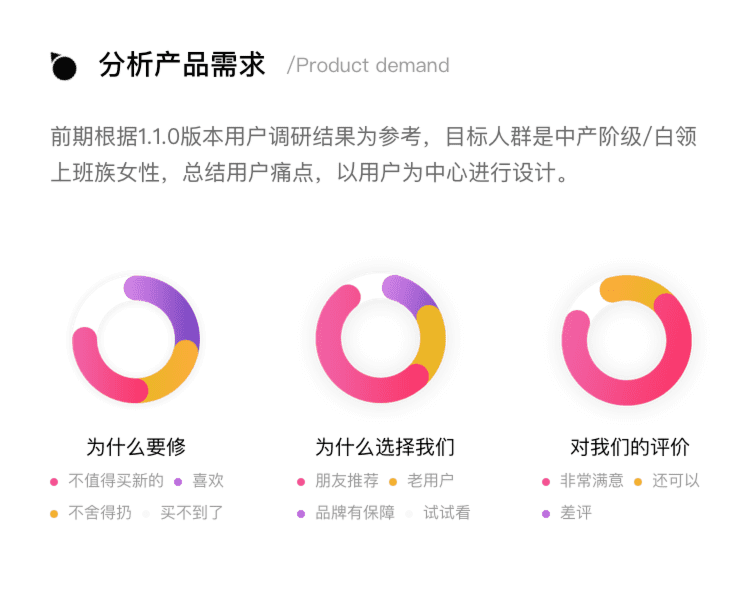 分析产品需求 /Product demand
前期根据1.1.0版本用户调研结果为参考，目标人群是中产阶级/白领
上班族女性，总结用户痛点，以用户为中心进行设计。
为什么要修
不值得买新的 喜欢
不舍得扔 买不到了
为什么选择我们
朋友推荐 老用户
品牌有保障 试试看
对我们的评价
非常满意 还可以
差评